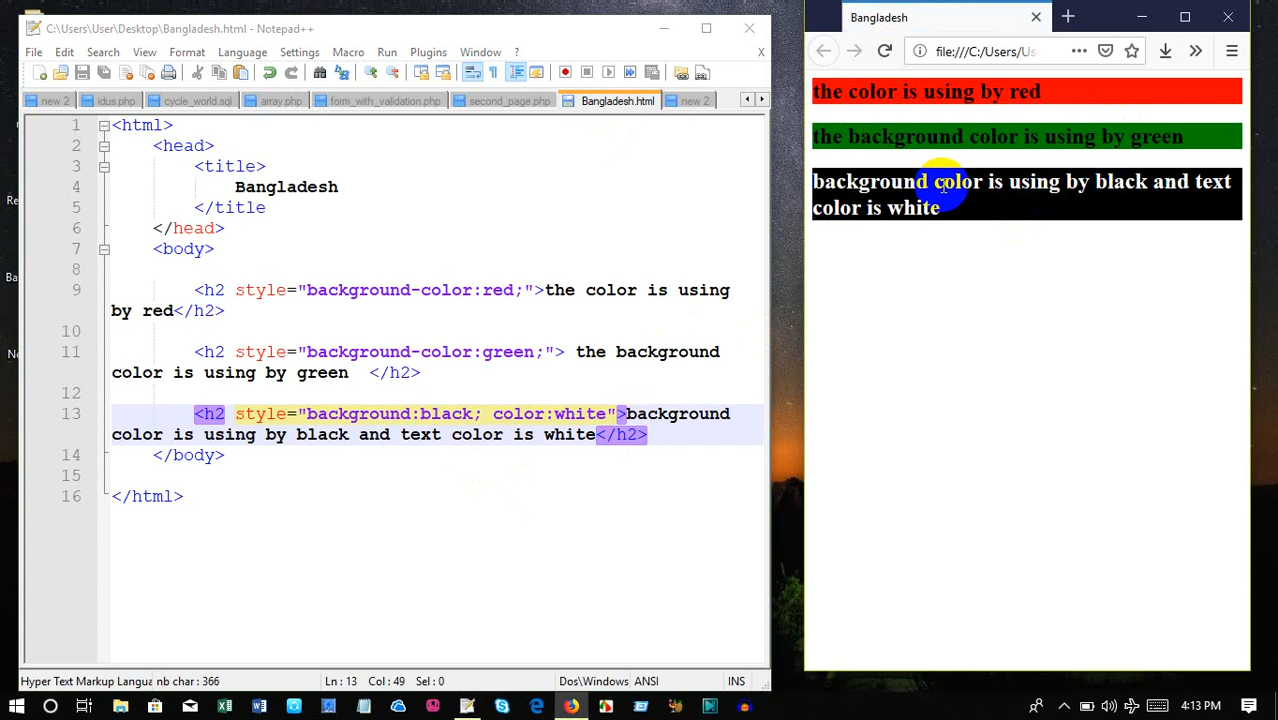 C:\Users\User\Desktop\Bangladesh.html - Notepad++
File Edit Search View Format Encoding Language Settings Macro Run Plugins Window ? X
new 2 idus.php cycle_world.sql array.php form_with_validation.php second_page.php Bangladesh.html new 2
1 <html>
2 <head>
3 <title>
4 Bangladesh
5 </title
6 </head>
7 <body>
8
9 <h2 style="background-color:red;">the color is using
by red</h2>
10
11 <h2 style="background-color:green;"> the background
color is using by green </h2>
12
13 <h2 style="background:black; color:white">background
color is using by black and text color is white</h2>
14 </body>
15
16 </html>
Hyper Text Markup Langua nb char : 366 Ln : 13 Col : 49 Sel : 0 Dos\Windows ANSI INS
Bangladesh
file:///C:/Users/Us
the color is using by red
the background color is using by green
background color is using by black and text
color is white
4:13 PM